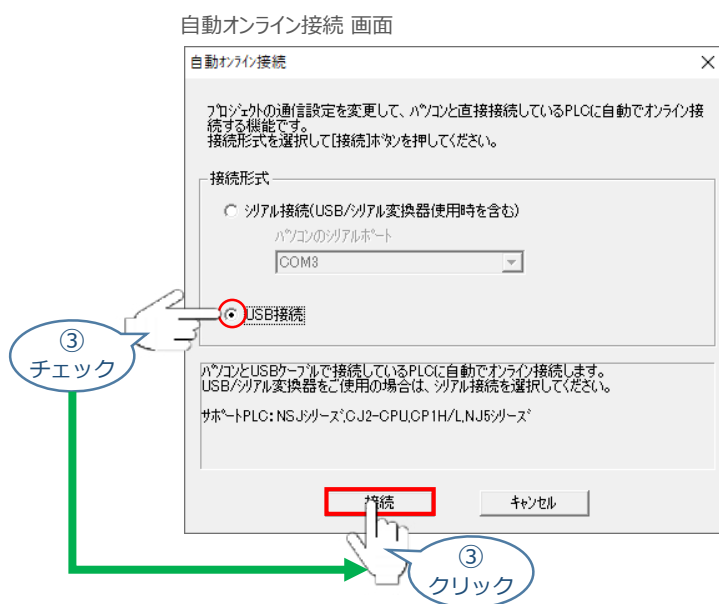 自動オンライン接続 画面
自動ｵﾝﾗｲﾝ接続
ﾌﾟﾛｼﾞｪｸﾄの通信設定を変更して、ﾊﾟｿｺﾝと直接接続しているPLCに自動でｵﾝﾗｲﾝ接
続する機能です。
接続形式を選択して[接続]ﾎﾞﾀﾝを押してください。
接続形式
ｼﾘｱﾙ接続(USB/ｼﾘｱﾙ変換器使用時を含む)
ﾊﾟｿｺﾝのｼﾘｱﾙﾎﾟｰﾄ
COM3
USB接続
③
チェック
ﾊﾟｿｺﾝとUSBｹｰﾌﾞﾙで接続しているPLCに自動でｵﾝﾗｲﾝ接続します。
USB/ｼﾘｱﾙ変換器をご使用の場合は、ｼﾘｱﾙ接続を選択してください。
ｻﾎﾟｰﾄPLC: NSJｼﾘｰｽﾞ,CJ2-CPU,CP1H/L,NJ5ｼﾘｰｽﾞ
接続
ｷｬﾝｾﾙ
③
クリック